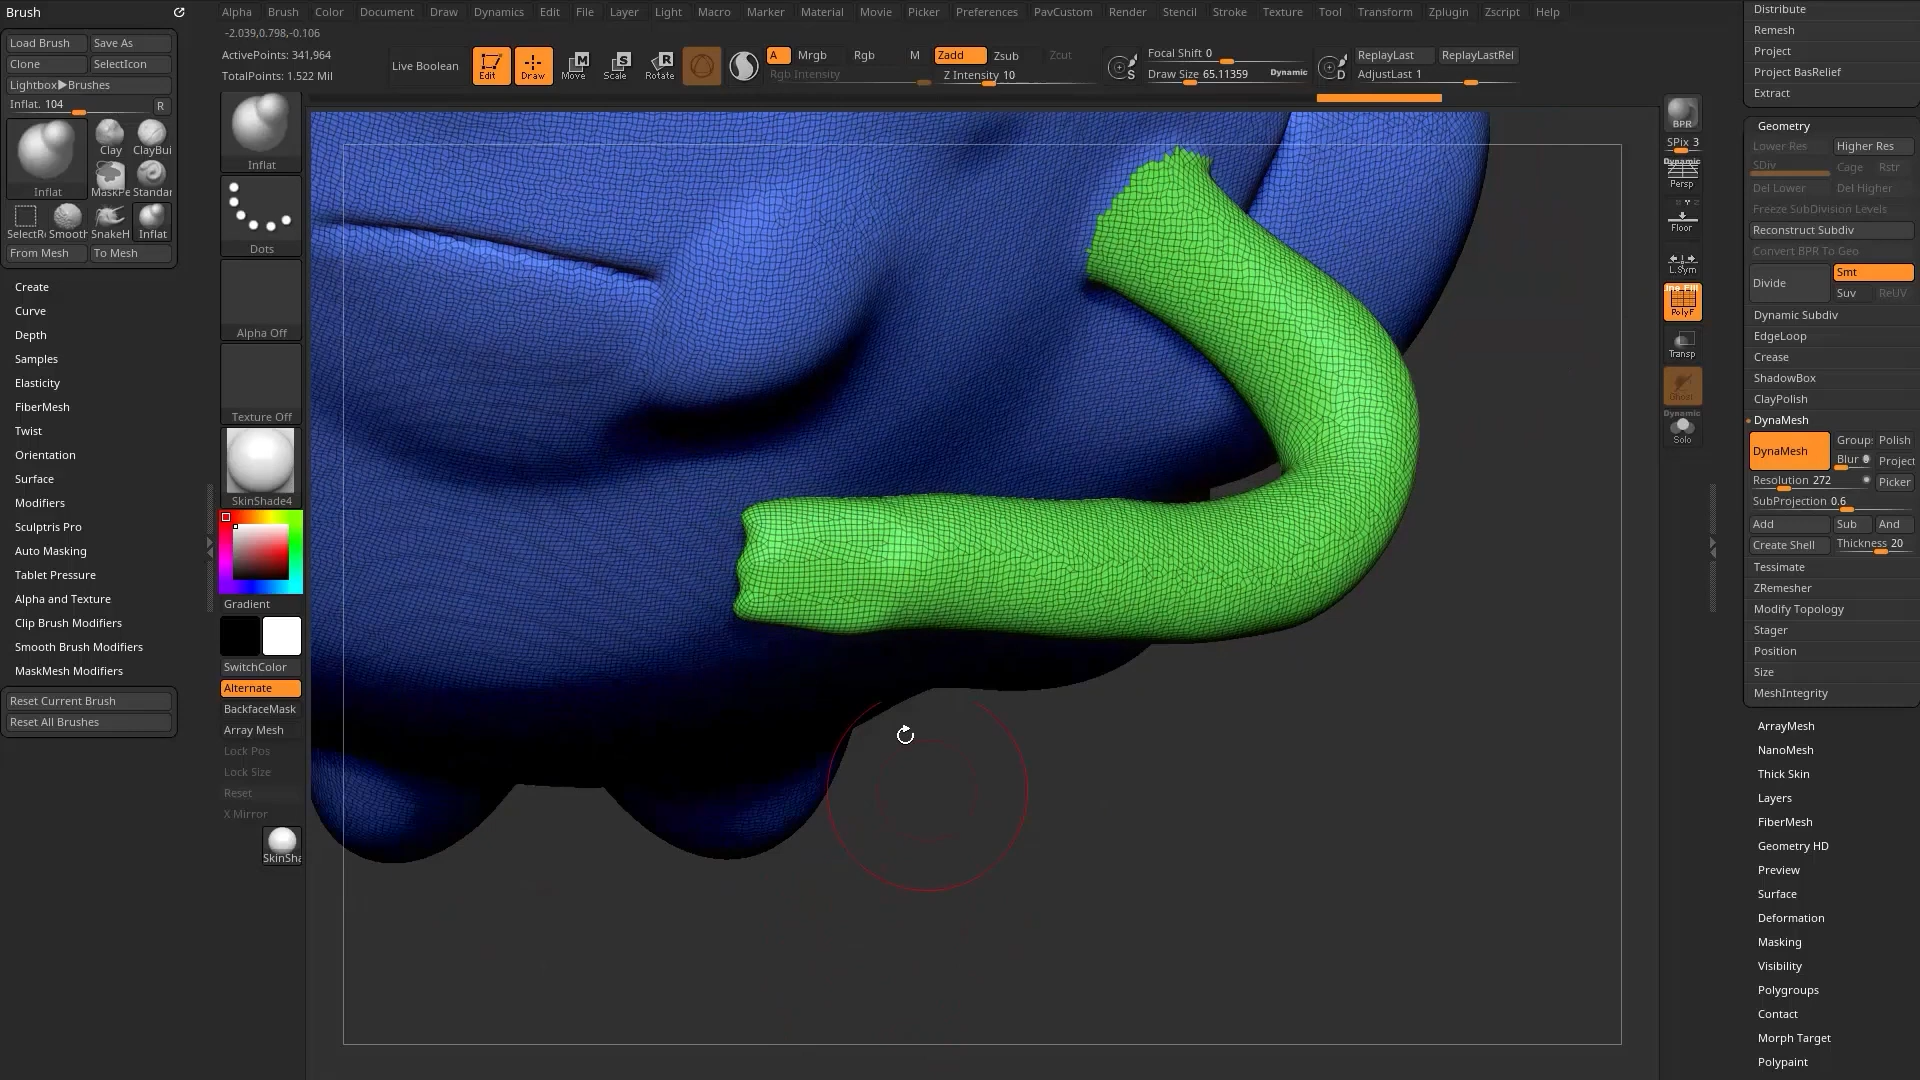 Brush
Alpha Brush Color Document Draw Dynamics Edit File Layer Light Macro Marker Material Movie Picker Preferences PavCustom Render Stencil Stroke Texture Tool Transform Zplugin Zscript Help
-2.039,0.798,-0.106
ActivePoints: 341,964
TotalPoints: 1.522 Mil
Live Boolean
Edit Draw Move Scale Rotate
A Mrgb Rgb M
Rgb Intensity
Zadd Zsub Zcut
Z Intensity 10
Focal Shift 0
Draw Size 65.11359 Dynamic
S
D
ReplayLast ReplayLastRel
AdjustLast 1
Load Brush Save As
Clone SelectIcon
Lightbox▶Brushes
Inflat. 104 R
Inflat
Clay ClayBui
MaskPe Standar
SelectR Smooth SnakeH Inflat
From Mesh To Mesh
Create
Curve
Depth
Samples
Elasticity
FiberMesh
Twist
Orientation
Surface
Modifiers
Sculptris Pro
Auto Masking
Tablet Pressure
Alpha and Texture
Clip Brush Modifiers
Smooth Brush Modifiers
MaskMesh Modifiers
Reset Current Brush
Reset All Brushes
Inflat
Dots
Alpha Off
Texture Off
SkinShade4
Gradient
SwitchColor
Alternate
BackfaceMask
Array Mesh
Lock Pos
Lock Size
Reset
X Mirror
SkinSha
BPR
SPix 3
Dynamic
Persp
Floor
L.Sym
PolyF
Transp
Ghost
Dynamic
Solo
Distribute
Remesh
Project
Project BasRelief
Extract
Geometry
Lower Res Higher Res
SDiv Cage Rstr
Del Lower Del Higher
Freeze SubDivision Levels
Reconstruct Subdiv
Convert BPR To Geo
Divide Smt
Suv ReUV
Dynamic Subdiv
EdgeLoop
Crease
ShadowBox
ClayPolish
DynaMesh
DynaMesh Group Polish
Blur Project
Resolution 272 Picker
SubProjection 0.6
Add Sub And
Create Shell Thickness 20
Tessimate
ZRemesher
Modify Topology
Stager
Position
Size
MeshIntegrity
ArrayMesh
NanoMesh
Thick Skin
Layers
FiberMesh
Geometry HD
Preview
Surface
Deformation
Masking
Visibility
Polygroups
Contact
Morph Target
Polypaint